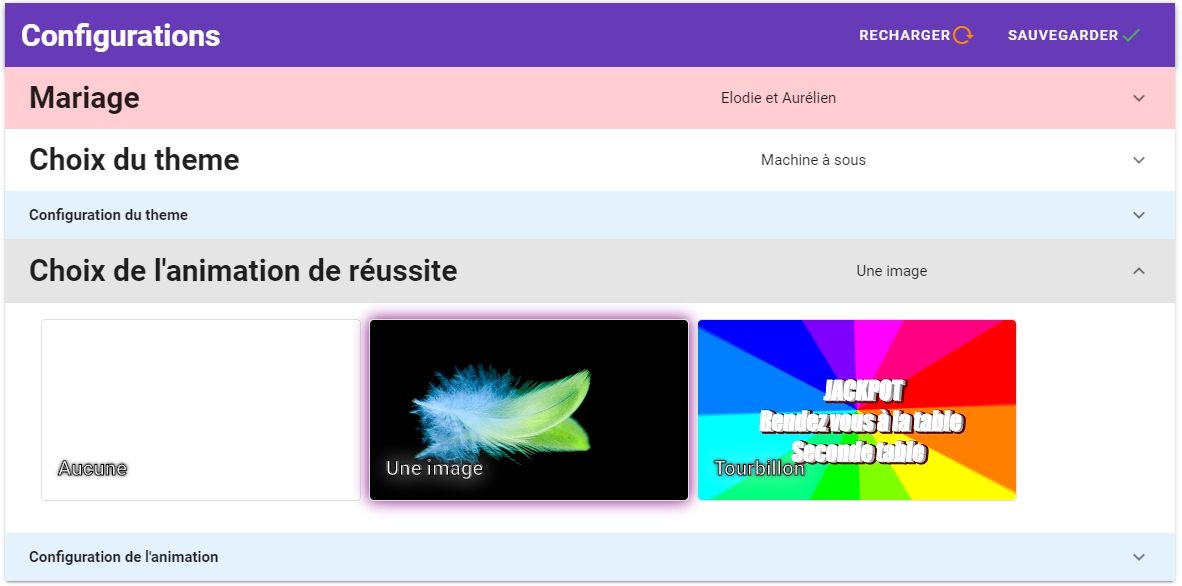 Configurations
RECHARGER
SAUVEGARDER
Mariage
Elodie et Aurélien
Choix du theme
Machine à sous
Configuration du theme
Choix de l'animation de réussite
Une image
Aucune
Une image
JACKPOT
Rendez vous à la table
Seconde table
Tourbillon
Configuration de l'animation